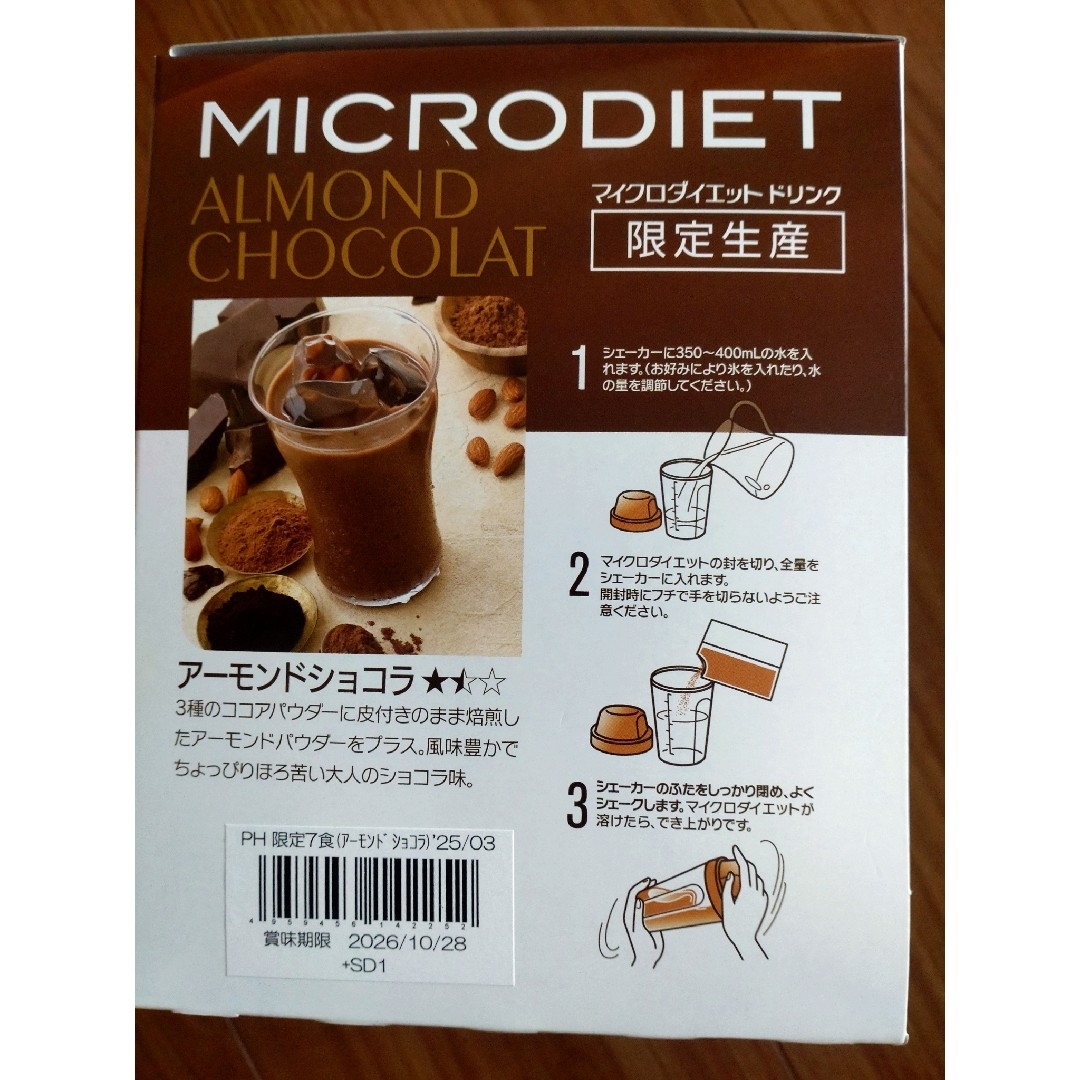 MICRODIET
ALMOND
CHOCOLAT
マイクロダイエット ドリンク
限定生産
1
シェーカーに350~400mLの水を入
れます。(お好みにより氷を入れたり、水
の量を調節してください。)
2
マイクロダイエットの封を切り、全量を
シェーカーに入れます。
開封時にフチで手を切らないようご注
意ください。
3
シェーカーのふたをしっかり閉め、よく
シェークします。マイクロダイエットが
溶けたら、でき上がりです。
アーモンドショコラ
3種のココアパウダーに皮付きのまま焙煎し
たアーモンドパウダーをプラス。風味豊かで
ちょっぴりほろ苦い大人のショコラ味。
PH 限定7食(アーモンド ショコラ)'25/03
4959456142252
賞味期限 2026/10/28
+SD1